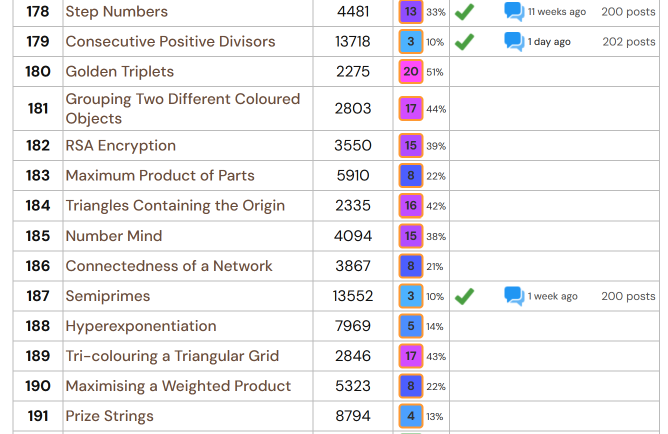 178 Step Numbers 4481 13 33% 11 weeks ago 200 posts
179 Consecutive Positive Divisors 13718 3 10% 1 day ago 202 posts
180 Golden Triplets 2275 20 51%
181 Grouping Two Different Coloured
Objects 2803 17 44%
182 RSA Encryption 3550 15 39%
183 Maximum Product of Parts 5910 8 22%
184 Triangles Containing the Origin 2335 16 42%
185 Number Mind 4094 15 38%
186 Connectedness of a Network 3867 8 21%
187 Semiprimes 13552 3 10% 1 week ago 200 posts
188 Hyperexponentiation 7969 5 14%
189 Tri-colouring a Triangular Grid 2846 17 43%
190 Maximising a Weighted Product 5323 8 22%
191 Prize Strings 8794 4 13%